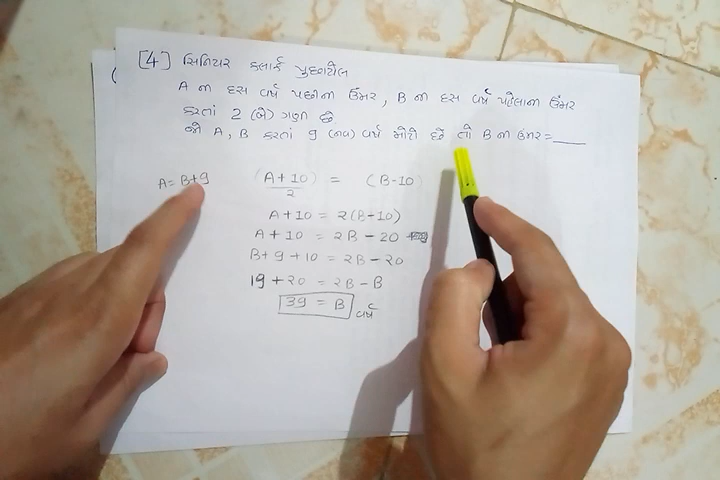 [4] સિનિયર ક્લાર્ક પુછાયેલ
A ના દસ વર્ષ પછીના ઉંમર, B ના દસ વર્ષ પહેલાના ઉંમર
કરતાં 2 (બે) ગણી છે
જો A, B કરતાં 9 (નવ) વર્ષ મોટો હોય તો B ના ઉંમર = ____
A = B+9
(A+10)/2 = (B-10)
A+10 = 2(B-10)
A+10 = 2B-20
B+9+10 = 2B-20
19+20 = 2B-B
39 = B વર્ષ